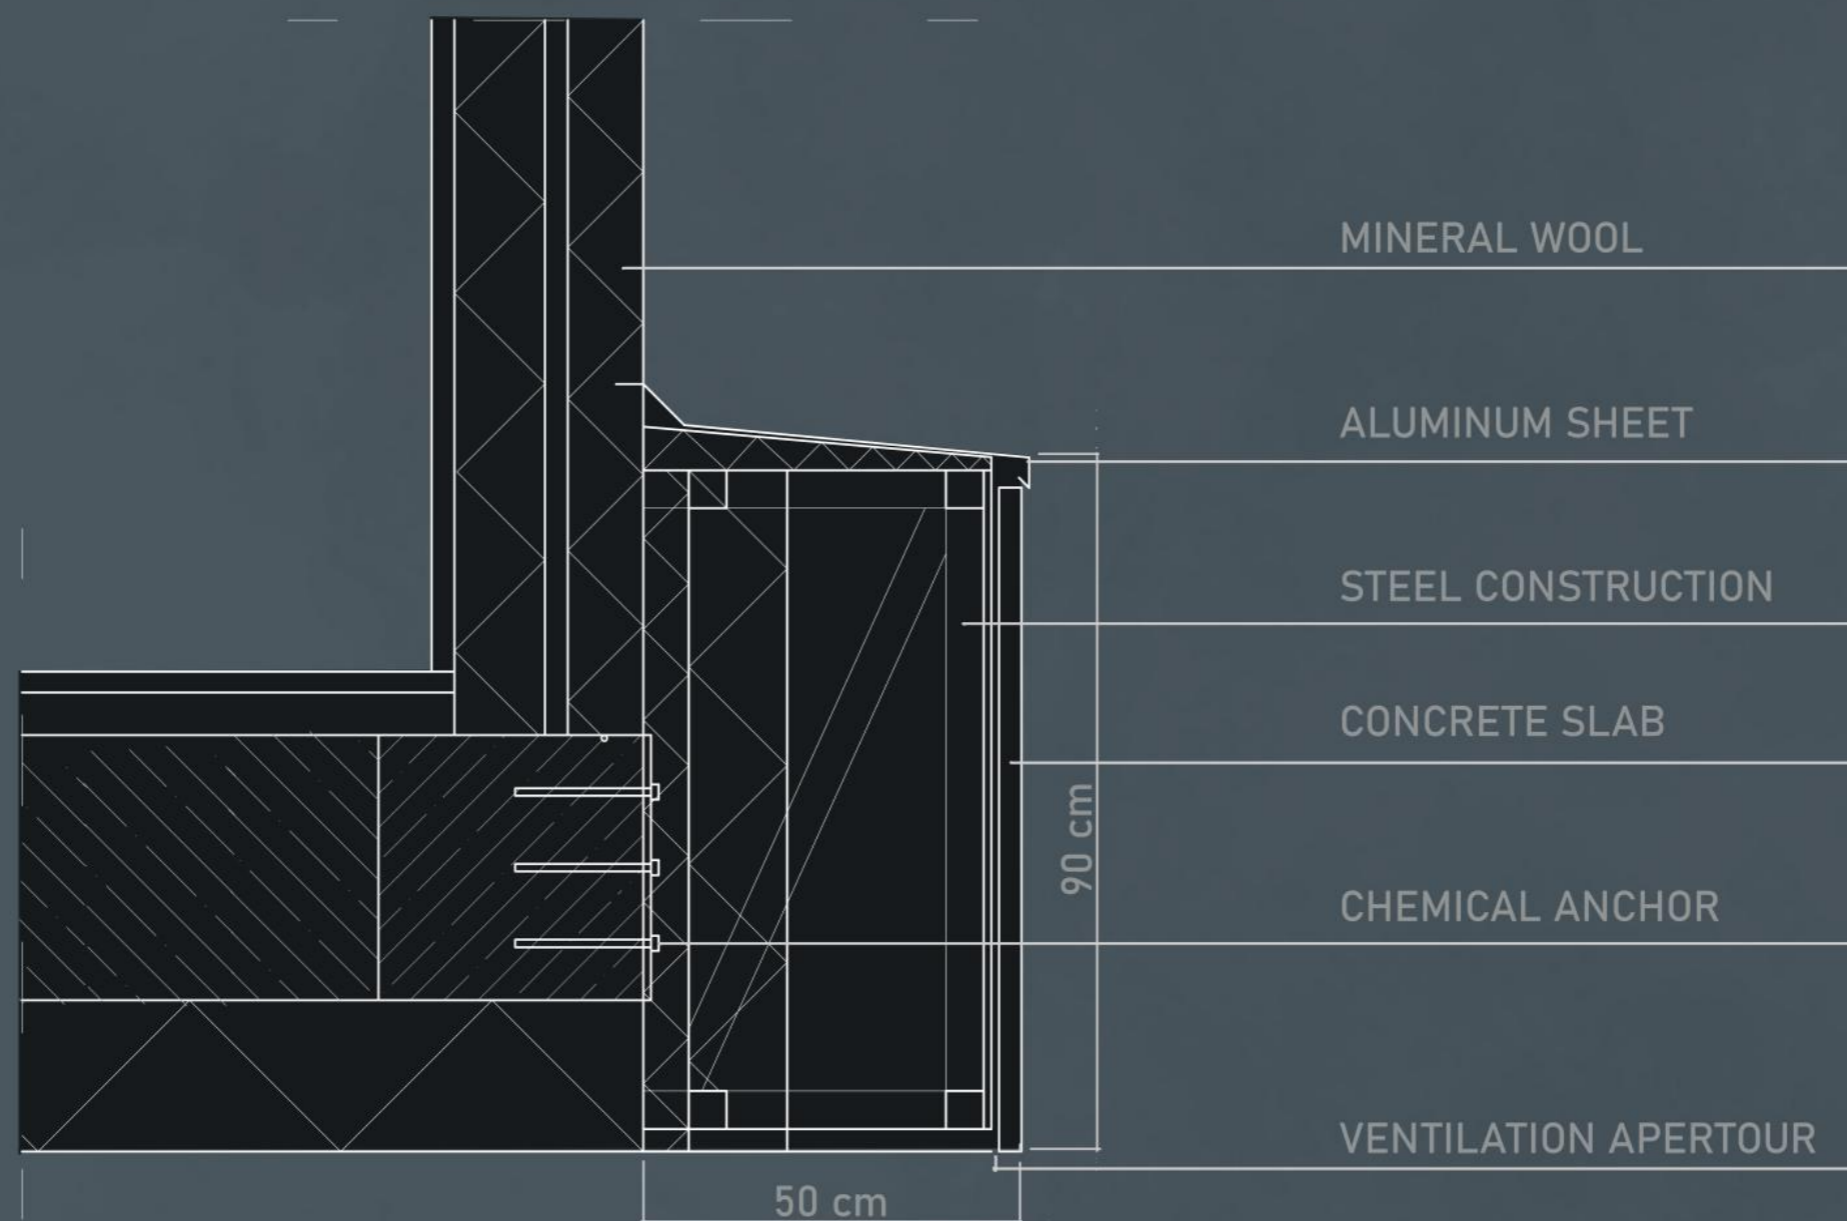 MINERAL WOOL
ALUMINUM SHEET
STEEL CONSTRUCTION
CONCRETE SLAB
90 cm
CHEMICAL ANCHOR
VENTILATION APERTOUR
50 cm